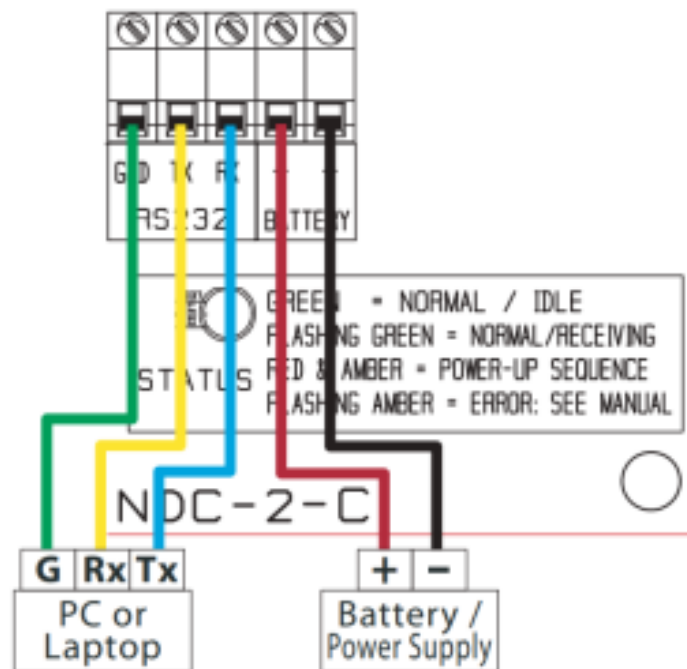 GND TX RX + -
RS232 BATTERY
GREEN = NORMAL / IDLE
FLASHING GREEN = NORMAL/RECEIVING
STATUS RED & AMBER = POWER-UP SEQUENCE
FLASHING AMBER = ERROR: SEE MANUAL
NDC-2-C
G Rx Tx + −
PC or
Laptop
Battery /
Power Supply